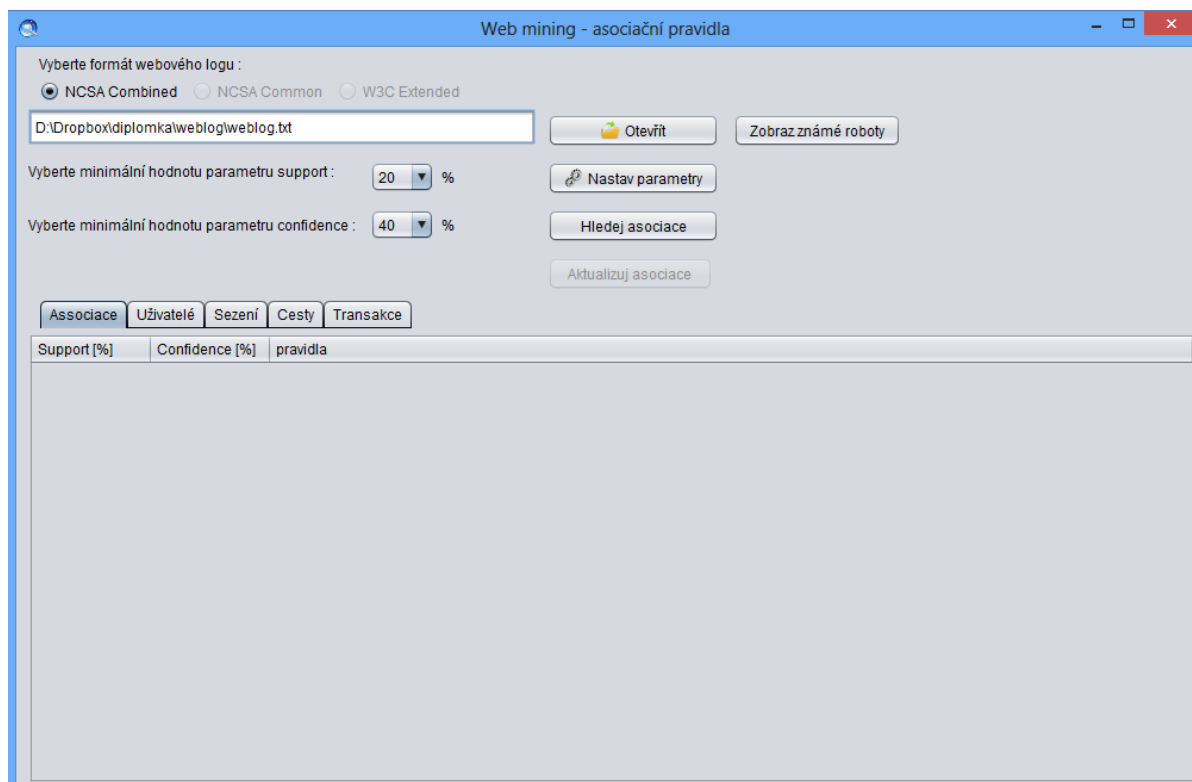 Web mining - asociační pravidla
Vyberte formát webového logu :
NCSA Combined NCSA Common W3C Extended
D:\Dropbox\diplomka\weblog\weblog.txt Otevřít Zobraz známé roboty
Vyberte minimální hodnotu parametru support : 20 % Nastav parametry
Vyberte minimální hodnotu parametru confidence : 40 % Hledej asociace
Aktualizuj asociace
Associace Uživatelé Sezení Cesty Transakce
Support [%] Confidence [%] pravidla